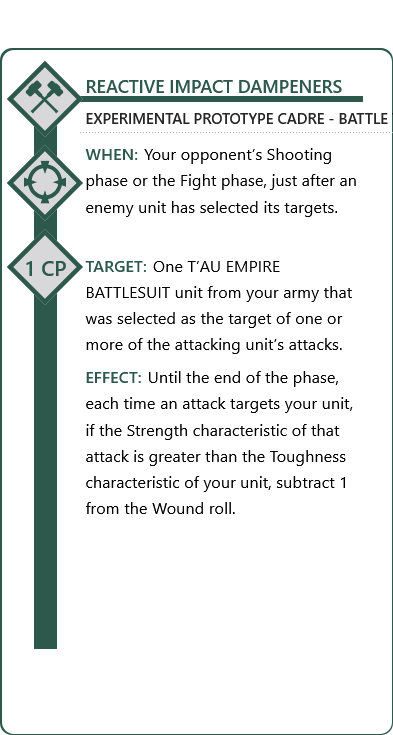 REACTIVE IMPACT DAMPENERS
EXPERIMENTAL PROTOTYPE CADRE - BATTLE
WHEN: Your opponent’s Shooting
phase or the Fight phase, just after an
enemy unit has selected its targets.
1 CP
TARGET: One T’AU EMPIRE
BATTLESUIT unit from your army that
was selected as the target of one or
more of the attacking unit’s attacks.
EFFECT: Until the end of the phase,
each time an attack targets your unit,
if the Strength characteristic of that
attack is greater than the Toughness
characteristic of your unit, subtract 1
from the Wound roll.